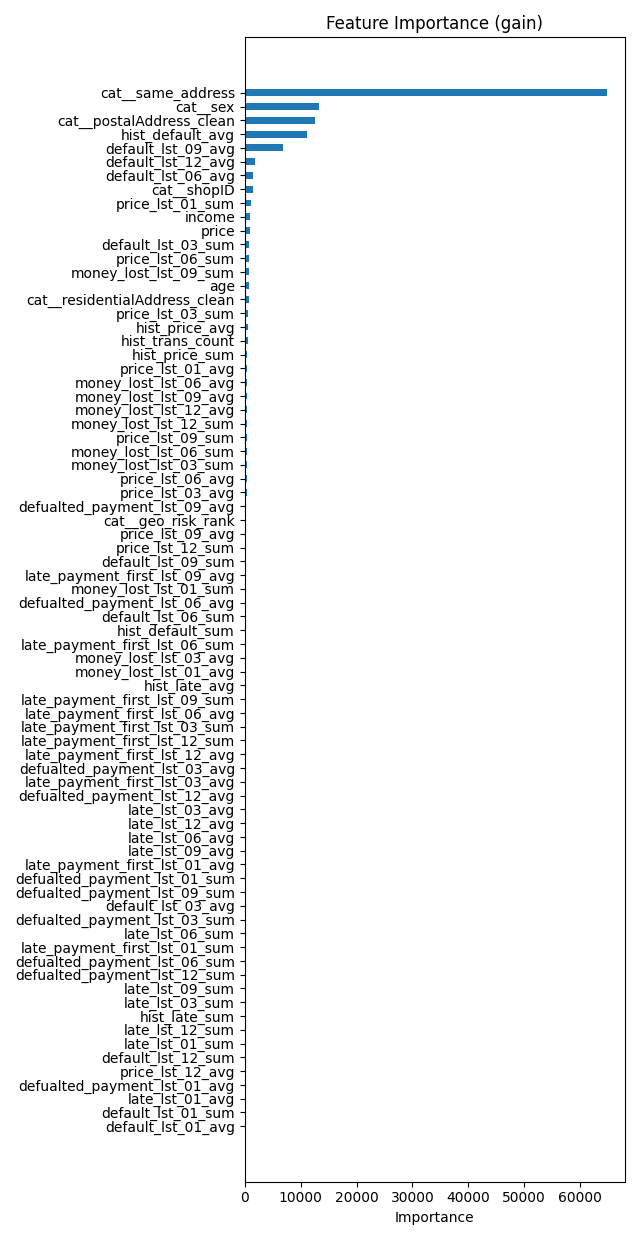 Feature Importance (gain)
cat__same_address
cat__sex
cat__postalAddress_clean
hist_default_avg
default_lst_09_avg
default_lst_12_avg
default_lst_06_avg
cat__shopID
price_lst_01_sum
income
price
default_lst_03_sum
price_lst_06_sum
money_lost_lst_09_sum
age
cat__residentialAddress_clean
price_lst_03_sum
hist_price_avg
hist_trans_count
hist_price_sum
price_lst_01_avg
money_lost_lst_06_avg
money_lost_lst_09_avg
money_lost_lst_12_avg
money_lost_lst_12_sum
price_lst_09_sum
money_lost_lst_06_sum
money_lost_lst_03_sum
price_lst_06_avg
price_lst_03_avg
defualted_payment_lst_09_avg
cat__geo_risk_rank
price_lst_09_avg
price_lst_12_sum
default_lst_09_sum
late_payment_first_lst_09_avg
money_lost_lst_01_sum
defualted_payment_lst_06_avg
default_lst_06_sum
hist_default_sum
late_payment_first_lst_06_sum
money_lost_lst_03_avg
money_lost_lst_01_avg
hist_late_avg
late_payment_first_lst_09_sum
late_payment_first_lst_06_avg
late_payment_first_lst_03_sum
late_payment_first_lst_12_sum
late_payment_first_lst_12_avg
defualted_payment_lst_03_avg
late_payment_first_lst_03_avg
defualted_payment_lst_12_avg
late_lst_03_avg
late_lst_12_avg
late_lst_06_avg
late_lst_09_avg
late_payment_first_lst_01_avg
defualted_payment_lst_01_sum
defualted_payment_lst_09_sum
default_lst_03_avg
defualted_payment_lst_03_sum
late_lst_06_sum
late_payment_first_lst_01_sum
defualted_payment_lst_06_sum
defualted_payment_lst_12_sum
late_lst_09_sum
late_lst_03_sum
hist_late_sum
late_lst_12_sum
late_lst_01_sum
default_lst_12_sum
price_lst_12_avg
defualted_payment_lst_01_avg
late_lst_01_avg
default_lst_01_sum
default_lst_01_avg
0 10000 20000 30000 40000 50000 60000
Importance